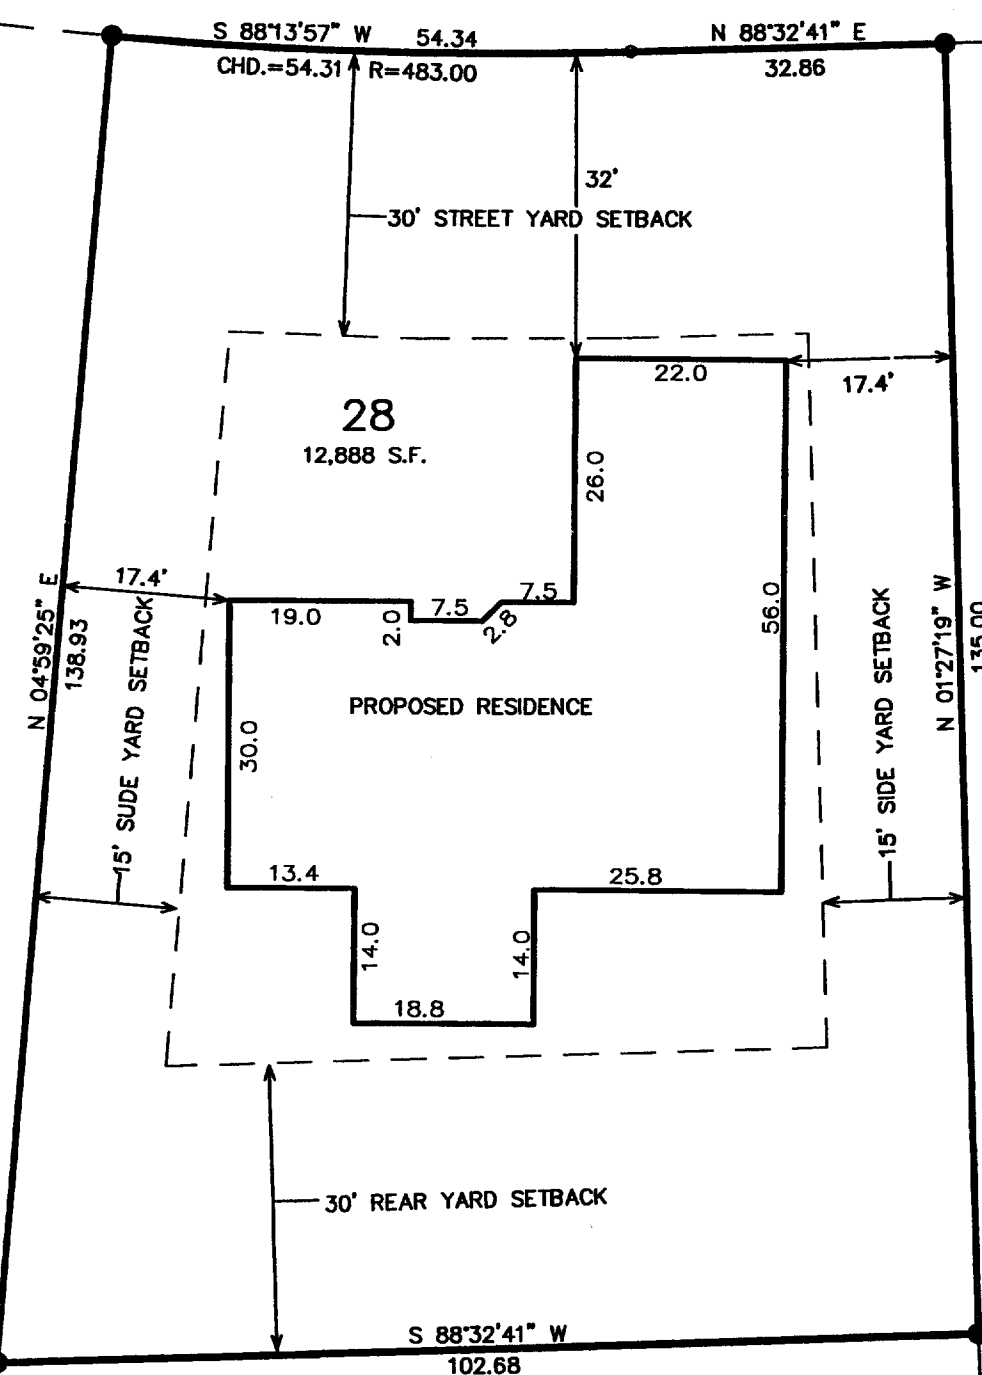 S 88°13'57" W
54.34
N 88°32'41" E
CHD.=54.31
R=483.00
32.86
32'
30' STREET YARD SETBACK
22.0
17.4'
28
12,888 S.F.
26.0
17.4'
19.0
2.0
7.5
2.8
7.5
56.0
N 04°59'25" E
138.93
15' SUDE YARD SETBACK
15' SIDE YARD SETBACK
N 01°27'19" W
135.00
PROPOSED RESIDENCE
30.0
13.4
25.8
14.0
14.0
18.8
30' REAR YARD SETBACK
S 88°32'41" W
102.68